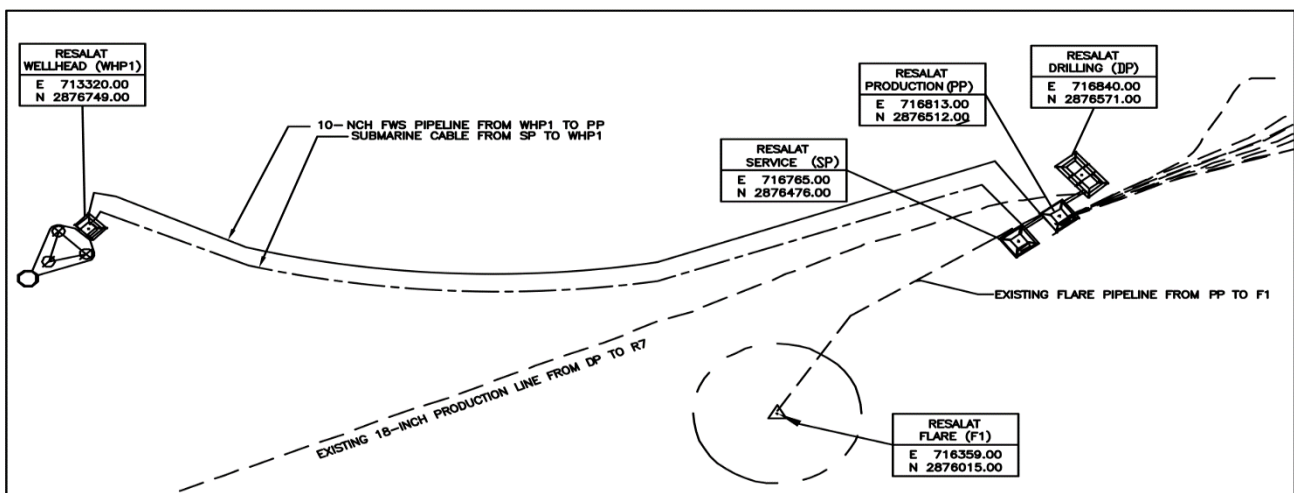 RESALAT
WELLHEAD (WHP1)
E 713320.00
N 2876749.00
10-NCH FWS PIPELINE FROM WHP1 TO PP
SUBMARINE CABLE FROM SP TO WHP1
RESALAT
PRODUCTION (PP)
E 716813.00
N 2876512.00
RESALAT
DRILLING (DP)
E 716840.00
N 2876571.00
RESALAT
SERVICE (SP)
E 716765.00
N 2876476.00
EXISTING FLARE PIPELINE FROM PP TO F1
EXISTING 18-INCH PRODUCTION LINE FROM DP TO R7
RESALAT
FLARE (F1)
E 716359.00
N 2876015.00